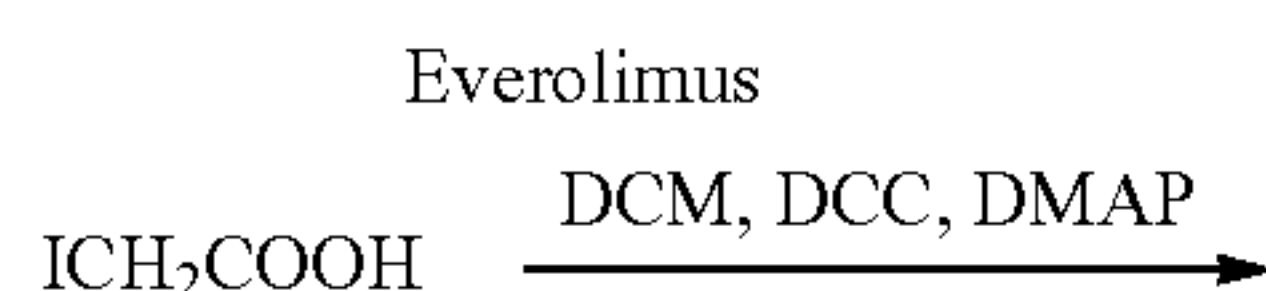 Everolimus
DCM, DCC, DMAP
ICH₂COOH